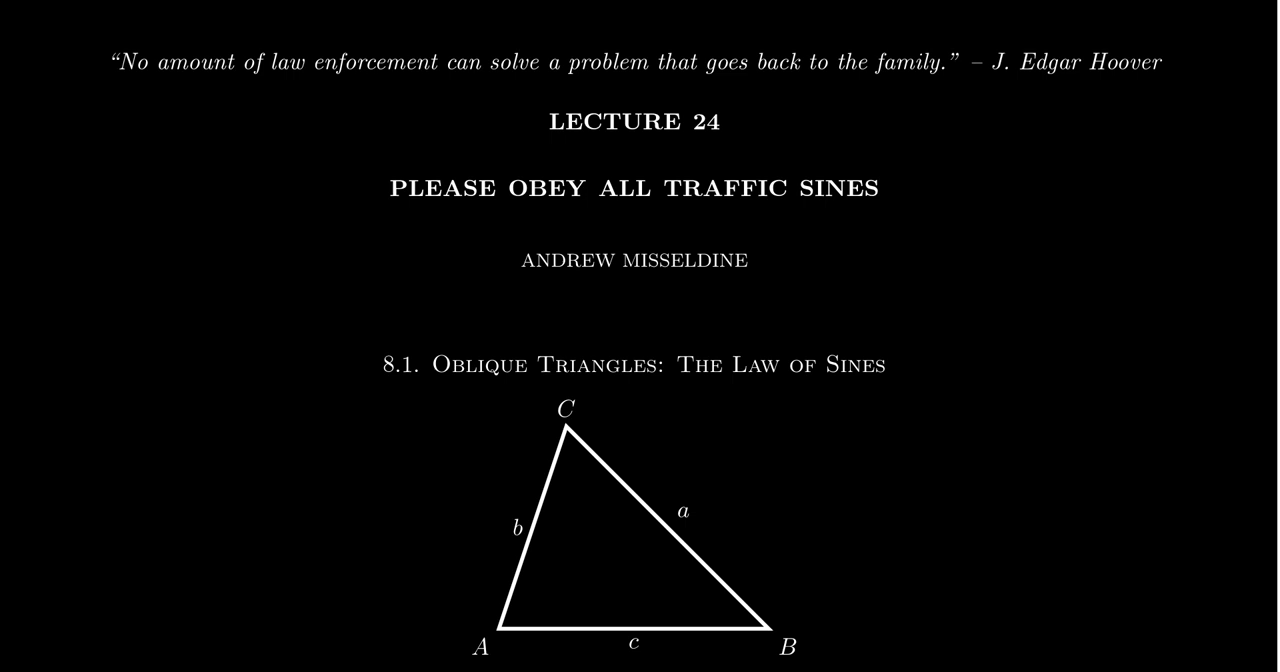 “No amount of law enforcement can solve a problem that goes back to the family.” – J. Edgar Hoover
LECTURE 24
PLEASE OBEY ALL TRAFFIC SINES
ANDREW MISSELDINE
8.1. Oblique Triangles: The Law of Sines
C
a
b
A
c
B